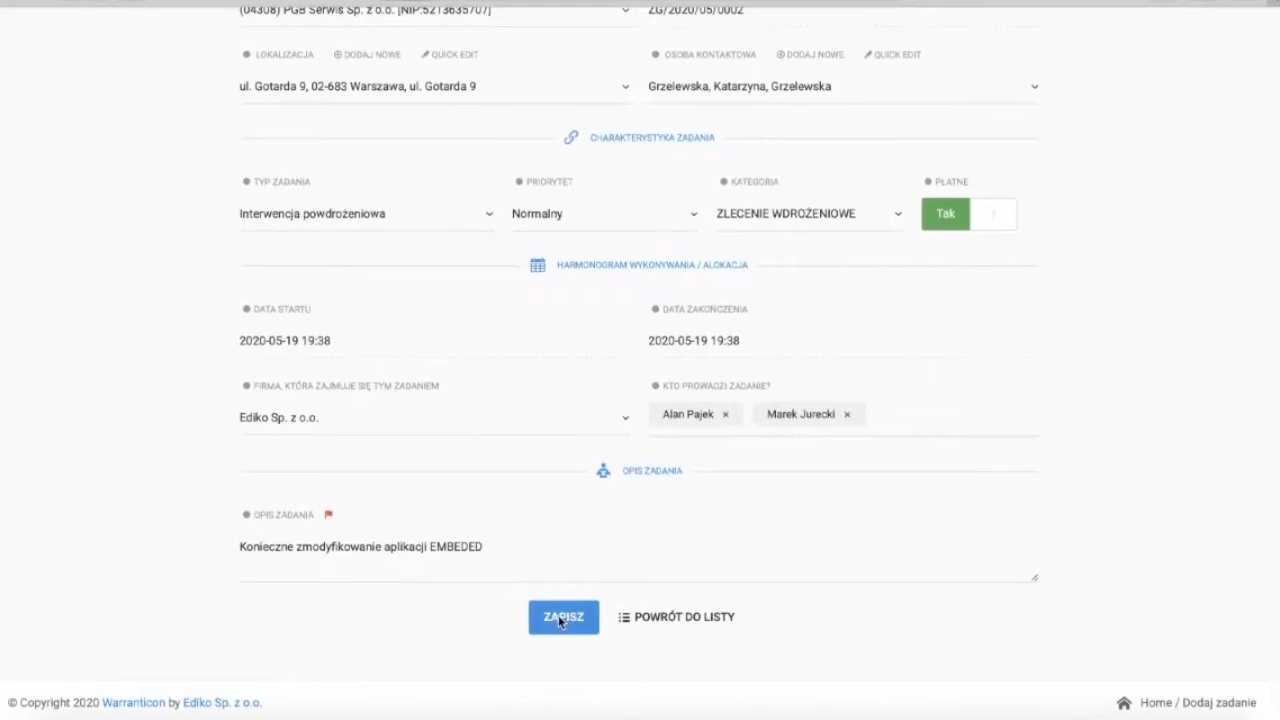 (04308) PGB Serwis Sp. z o.o. [NIP:5213635707] ZG/2020/05/0002
LOKALIZACJA DODAJ NOWE QUICK EDIT OSOBA KONTAKTOWA DODAJ NOWE QUICK EDIT
ul. Gotarda 9, 02-683 Warszawa, ul. Gotarda 9 Grzelewska, Katarzyna, Grzelewska
CHARAKTERYSTYKA ZADANIA
TYP ZADANIA PRIORYTET KATEGORIA PŁATNE
Interwencja powdrożeniowa Normalny ZLECENIE WDROŻENIOWE Tak
HARMONOGRAM WYKONYWANIA / ALOKACJA
DATA STARTU DATA ZAKOŃCZENIA
2020-05-19 19:38 2020-05-19 19:38
FIRMA, KTÓRA ZAJMUJE SIĘ TYM ZADANIEM KTO PROWADZI ZADANIE?
Ediko Sp. z o.o. Alan Pajek × Marek Jurecki ×
OPIS ZADANIA
OPIS ZADANIA
Konieczne zmodyfikowanie aplikacji EMBEDED
ZAPISZ POWRÓT DO LISTY
© Copyright 2020 Warranticon by Ediko Sp. z o.o. Home / Dodaj zadanie